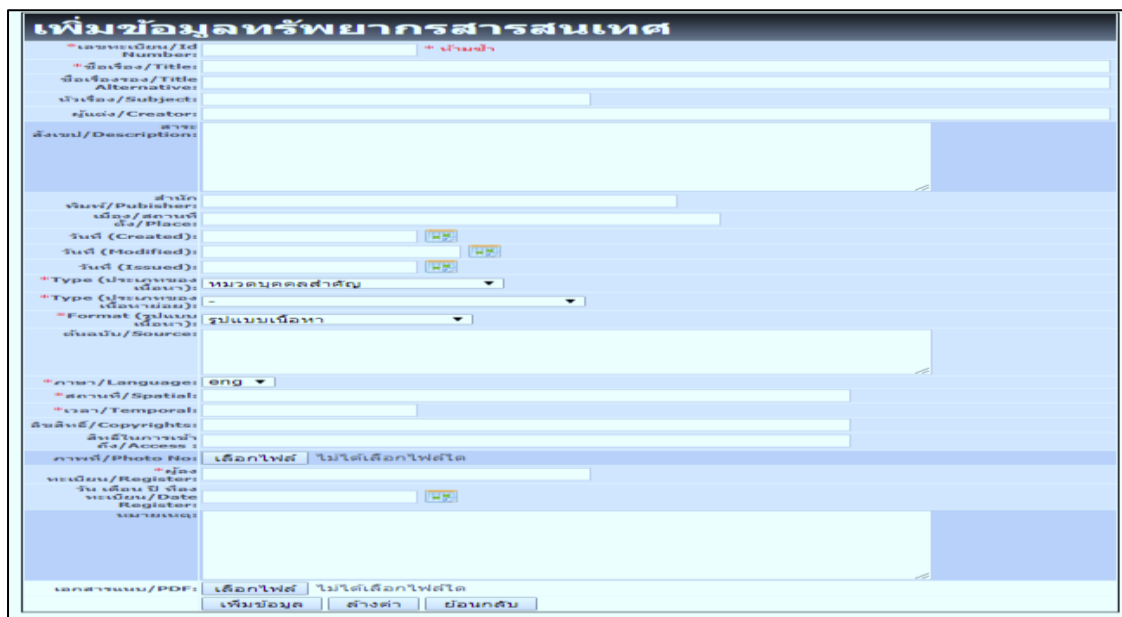 เพิ่มข้อมูลทรัพยากรสารสนเทศ
*เลขทะเบียน/Id
Number:
* ห้ามซ้ำ
*ชื่อเรื่อง/Title:
ชื่อเรื่องรอง/Title
Alternative:
หัวเรื่อง/Subject:
ผู้แต่ง/Creator:
สาระ
สังเขป/Description:
สำนัก
พิมพ์/Pubisher:
เมือง/สถานที่
ตั้ง/Place:
วันที่ (Created):
วันที่ (Modified):
วันที่ (Issued):
*Type (ประเภทของ
เนื้อหา):
หมวดบุคคลสำคัญ
*Type (ประเภทของ
เนื้อหาย่อย):
-
*Format (รูปแบบ
เนื้อหา):
รูปแบบเนื้อหา
ต้นฉบับ/Source:
*ภาษา/Language:
eng
*สถานที่/Spatial:
*เวลา/Temporal:
ลิขสิทธิ์/Copyrights:
สิทธิ์ในการเข้า
ถึง/Access :
ภาพที่/Photo No:
เลือกไฟล์ ไม่ได้เลือกไฟล์ใด
*ผู้ลง
ทะเบียน/Register:
วัน เดือน ปี ที่ลง
ทะเบียน/Date
Register:
หมายเหตุ:
เอกสารแนบ/PDF:
เลือกไฟล์ ไม่ได้เลือกไฟล์ใด
เพิ่มข้อมูล ล้างค่า ย้อนกลับ